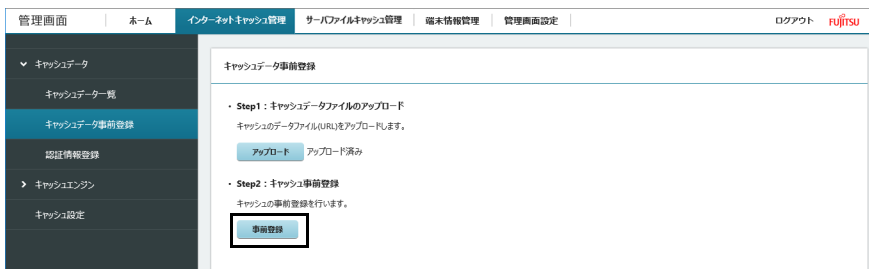 管理画面 ホーム インターネットキャッシュ管理 サーバファイルキャッシュ管理 端末情報管理 管理画面設定 ログアウト FUJITSU
キャッシュデータ
キャッシュデータ一覧
キャッシュデータ事前登録
認証情報登録
キャッシュエンジン
キャッシュ設定
キャッシュデータ事前登録
・ Step1：キャッシュデータファイルのアップロード
キャッシュのデータファイル(URL)をアップロードします。
アップロード アップロード済み
・ Step2：キャッシュ事前登録
キャッシュの事前登録を行います。
事前登録